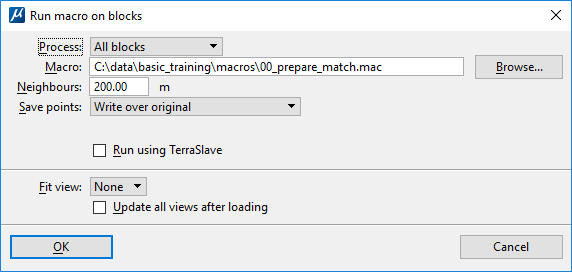 Run macro on blocks
Process: All blocks
Macro: C:\data\basic_training\macros\00_prepare_match.mac Browse...
Neighbours: 200.00 m
Save points: Write over original
Run using TerraSlave
Fit view: None
Update all views after loading
OK Cancel